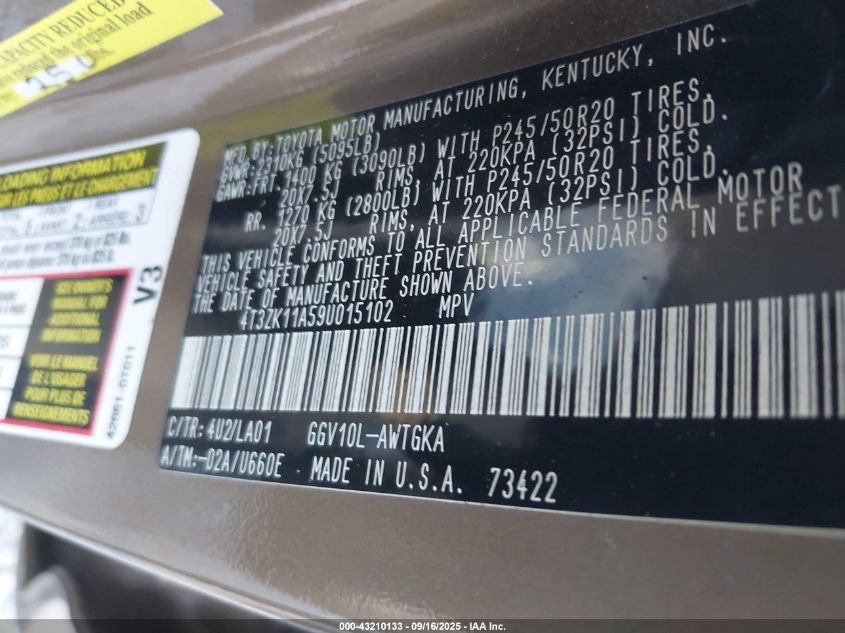 CAPACITY REDUCED
LOADING INFORMATION
SEE OWNER'S
MANUAL FOR
ADDITIONAL
INFORMATION
VOIR LE MANUEL
DE L'USAGER
POUR PLUS DE
RENSEIGNEMENTS
V3
42661-0T011
MFD. BY: TOYOTA MOTOR MANUFACTURING, KENTUCKY, INC.
GVWR: 2310KG (5095LB)
GAWR: FRT. 1400 KG (3090LB) WITH P245/50R20 TIRES,
20X7.5J RIMS, AT 220KPA (32PSI) COLD.
RR. 1270 KG (2800LB) WITH P245/50R20 TIRES,
20X7.5J RIMS, AT 220KPA (32PSI) COLD.
THIS VEHICLE CONFORMS TO ALL APPLICABLE FEDERAL MOTOR
VEHICLE SAFETY AND THEFT PREVENTION STANDARDS IN EFFECT
THE DATE OF MANUFACTURE SHOWN ABOVE.
4T3ZK11A59U015102 MPV
C/TR: 4U2/LA01 GGV10L-AWTGKA
A/TM:-02A/U660E MADE IN U.S.A. 73422
000-43210133 - 09/16/2025 - IAA Inc.